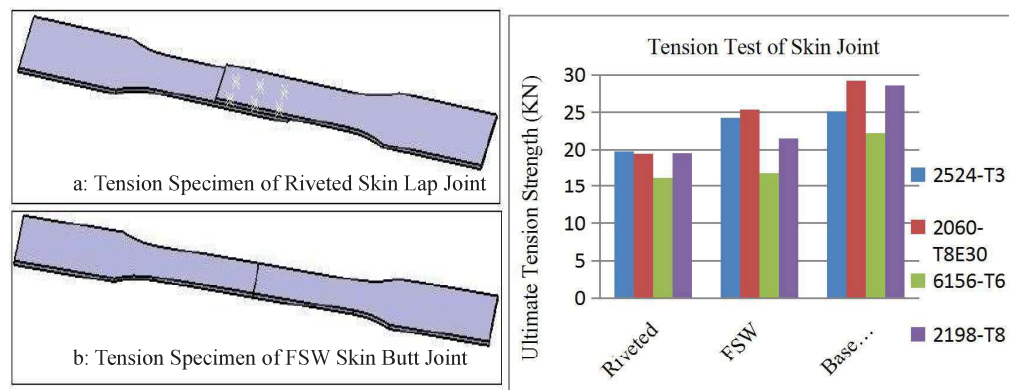 a: Tension Specimen of Riveted Skin Lap Joint
b: Tension Specimen of FSW Skin Butt Joint
Tension Test of Skin Joint
Ultimate Tension Strength (KN)
30
25
20
15
10
5
0
Riveted
FSW
Base...
2524-T3
2060-
T8E30
6156-T6
2198-T8